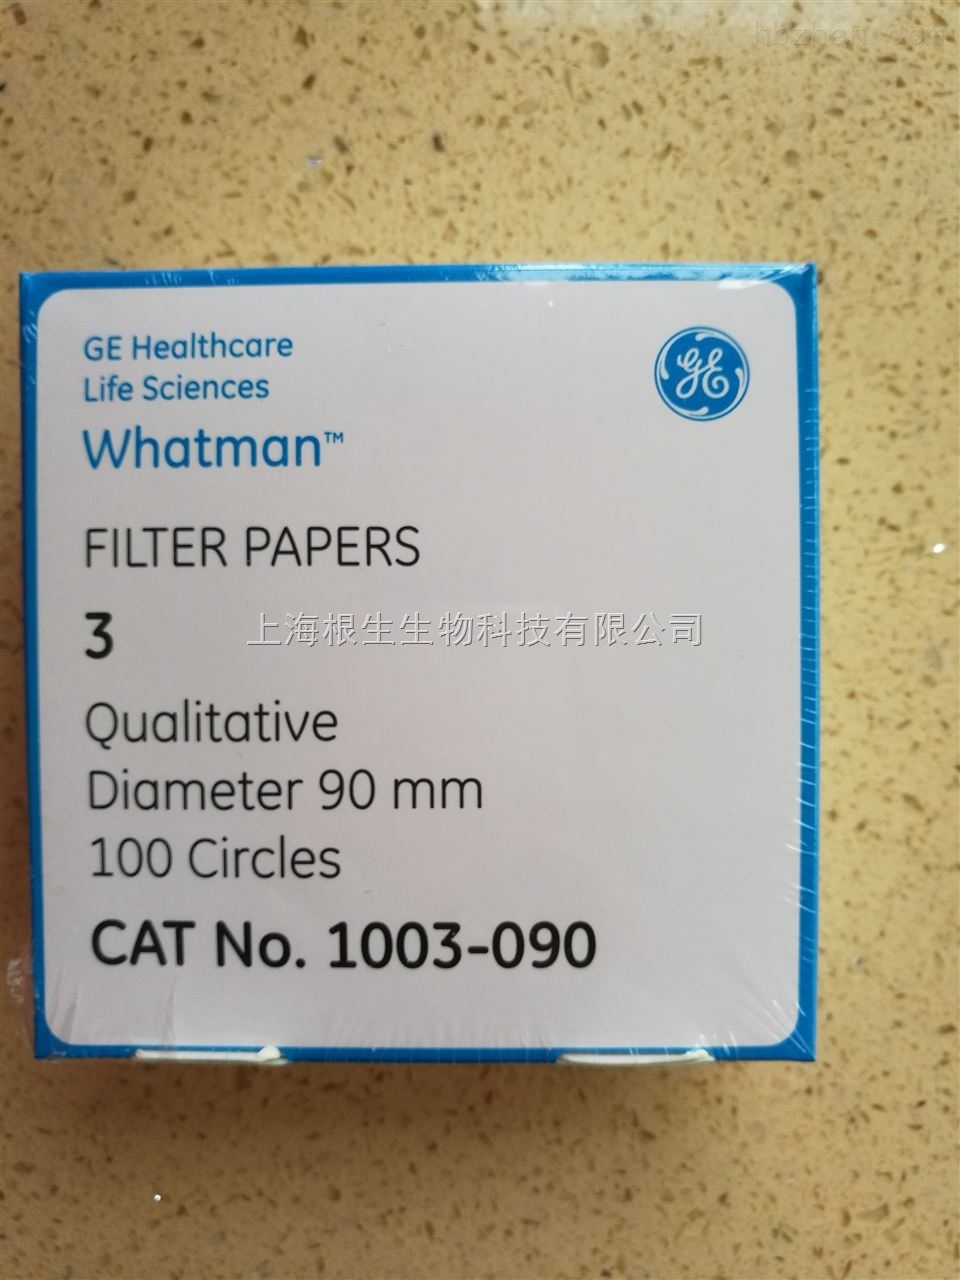 GE Healthcare
Life Sciences
Whatman™
GE
FILTER PAPERS
3
上海根生生物科技有限公司
Qualitative
Diameter 90 mm
100 Circles
CAT No. 1003-090